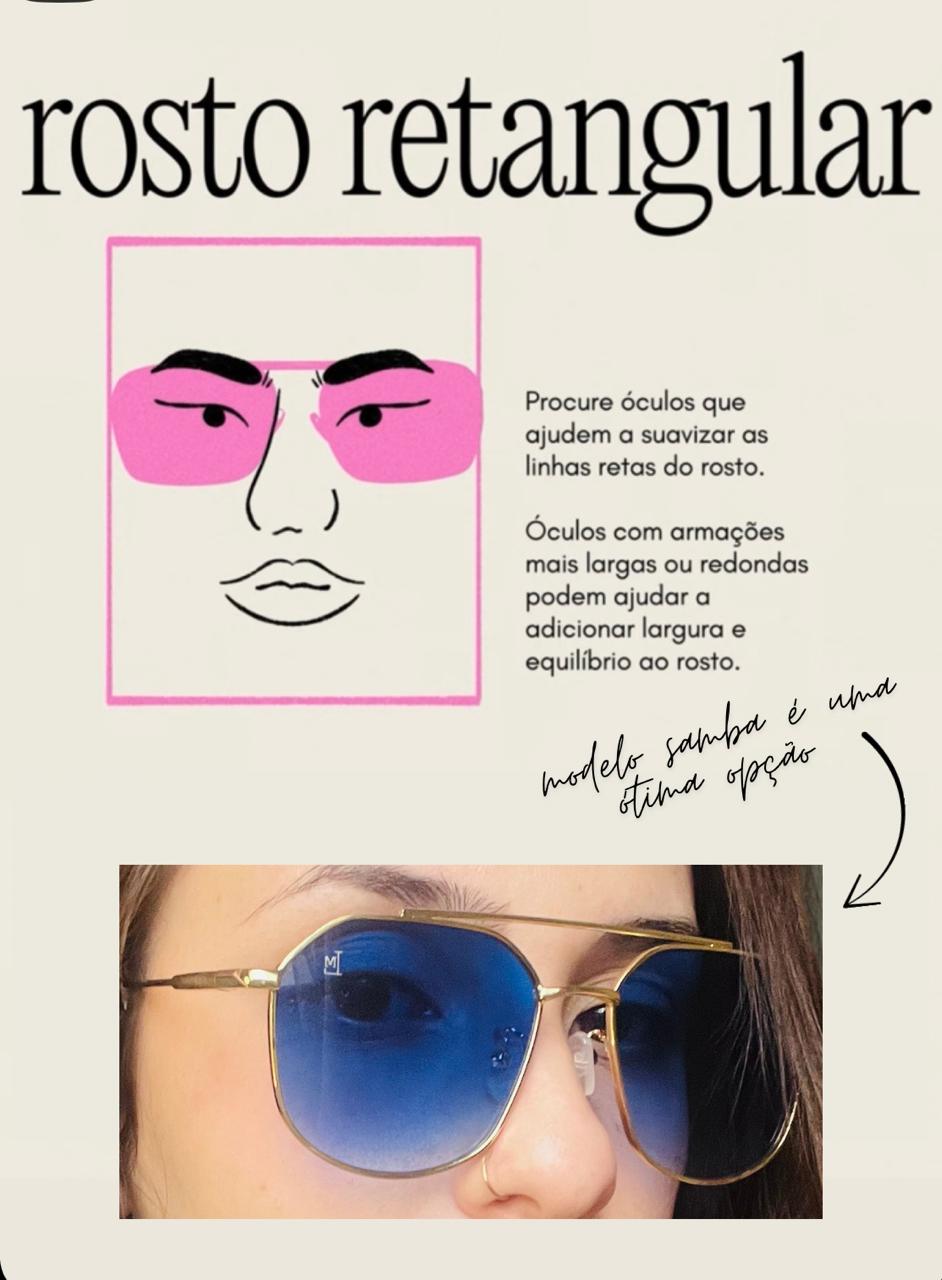 rosto retangular
Procure óculos que
ajudem a suavizar as
linhas retas do rosto.
Óculos com armações
mais largas ou redondas
podem ajudar a
adicionar largura e
equilíbrio ao rosto.
modelo samba é uma
ótima opção